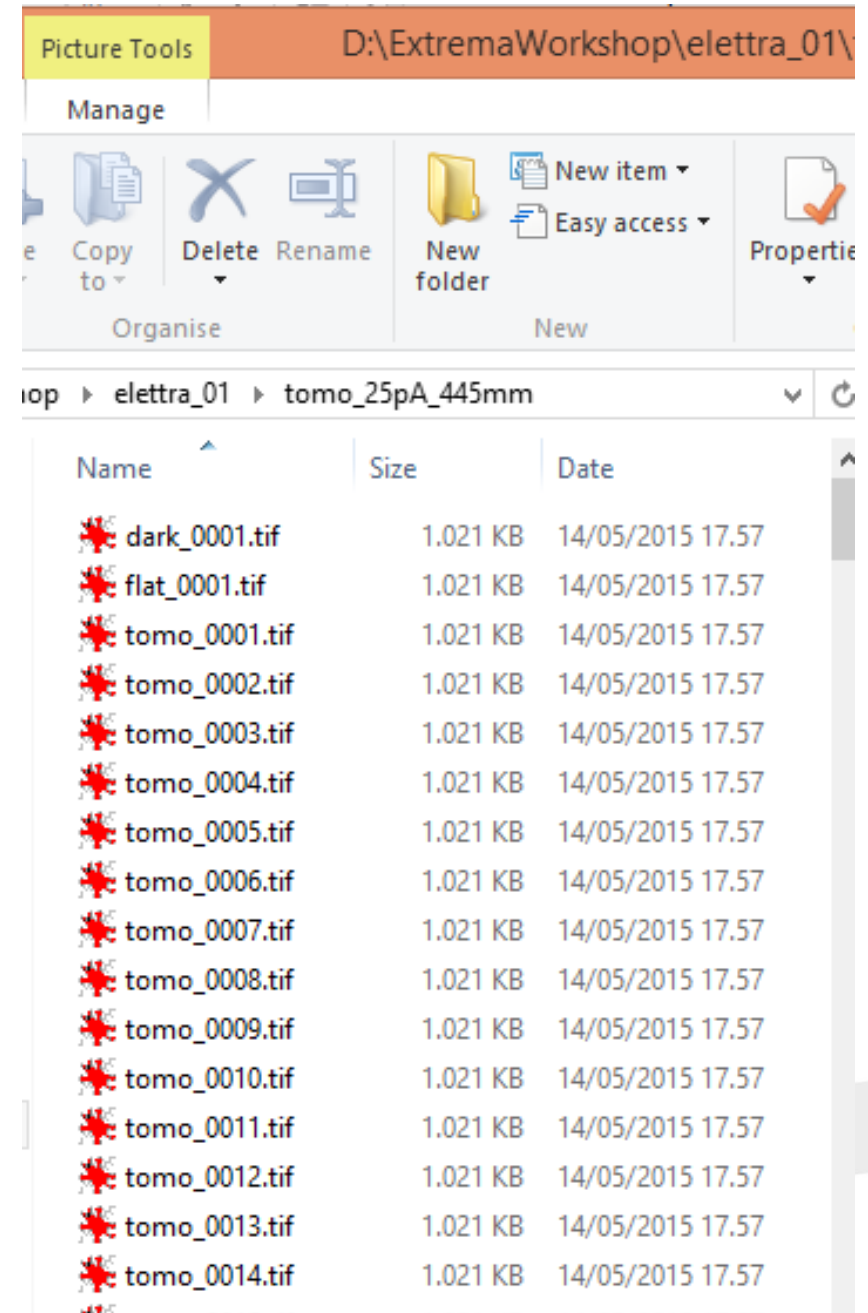 Picture Tools D:\ExtremaWorkshop\elettra_01\
Manage
Copy to Delete Rename New folder New item Easy access
Organise New
elettra_01 tomo_25pA_445mm
Name Size Date
dark_0001.tif 1.021 KB 14/05/2015 17.57
flat_0001.tif 1.021 KB 14/05/2015 17.57
tomo_0001.tif 1.021 KB 14/05/2015 17.57
tomo_0002.tif 1.021 KB 14/05/2015 17.57
tomo_0003.tif 1.021 KB 14/05/2015 17.57
tomo_0004.tif 1.021 KB 14/05/2015 17.57
tomo_0005.tif 1.021 KB 14/05/2015 17.57
tomo_0006.tif 1.021 KB 14/05/2015 17.57
tomo_0007.tif 1.021 KB 14/05/2015 17.57
tomo_0008.tif 1.021 KB 14/05/2015 17.57
tomo_0009.tif 1.021 KB 14/05/2015 17.57
tomo_0010.tif 1.021 KB 14/05/2015 17.57
tomo_0011.tif 1.021 KB 14/05/2015 17.57
tomo_0012.tif 1.021 KB 14/05/2015 17.57
tomo_0013.tif 1.021 KB 14/05/2015 17.57
tomo_0014.tif 1.021 KB 14/05/2015 17.57